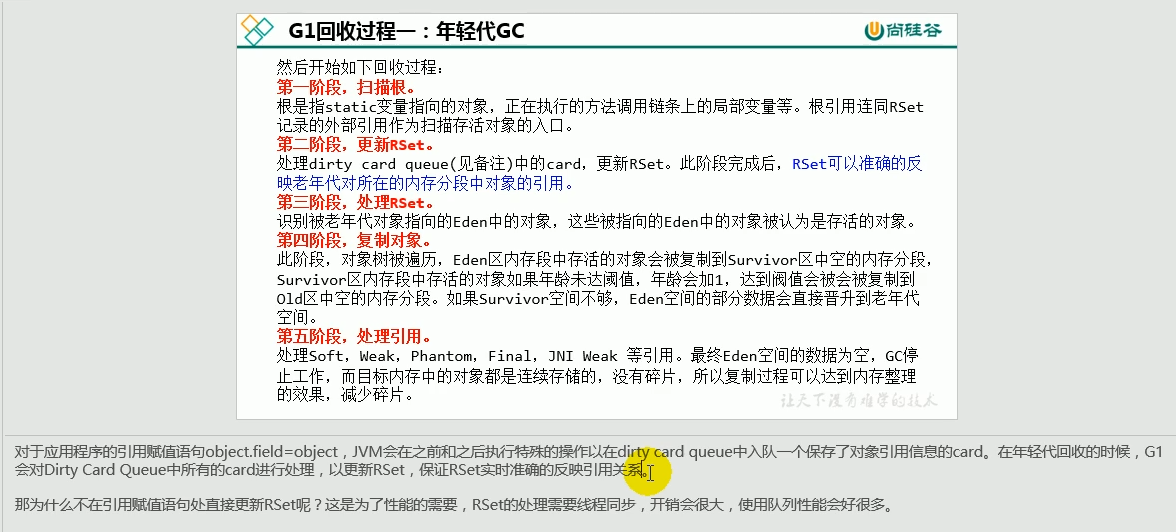 G1回收过程一：年轻代GC
尚硅谷
然后开始如下回收过程：
第一阶段，扫描根。
根是指static变量指向的对象，正在执行的方法调用链条上的局部变量等。根引用连同RSet
记录的外部引用作为扫描存活对象的入口。
第二阶段，更新RSet。
处理dirty card queue(见备注)中的card，更新RSet。此阶段完成后，RSet可以准确的反
映老年代对所在的内存分段中对象的引用。
第三阶段，处理RSet。
识别被老年代对象指向的Eden中的对象，这些被指向的Eden中的对象被认为是存活的对象。
第四阶段，复制对象。
此阶段，对象树被遍历，Eden区内存段中存活的对象会被复制到Survivor区中空的内存分段，
Survivor区内存段中存活的对象如果年龄未达阈值，年龄会加1，达到阀值会被会被复制到
Old区中空的内存分段。如果Survivor空间不够，Eden空间的部分数据会直接晋升到老年代
空间。
第五阶段，处理引用。
处理Soft，Weak，Phantom，Final，JNI Weak 等引用。最终Eden空间的数据为空，GC停
止工作，而目标内存中的对象都是连续存储的，没有碎片，所以复制过程可以达到内存整理
的效果，减少碎片。
让天下没有难学的技术
对于应用程序的引用赋值语句object.field=object，JVM会在之前和之后执行特殊的操作以在dirty card queue中入队一个保存了对象引用信息的card。在年轻代回收的时候，G1
会对Dirty Card Queue中所有的card进行处理，以更新RSet，保证RSet实时准确的反映引用关系。
那为什么不在引用赋值语句处直接更新RSet呢？这是为了性能的需要，RSet的处理需要线程同步，开销会很大，使用队列性能会好很多。